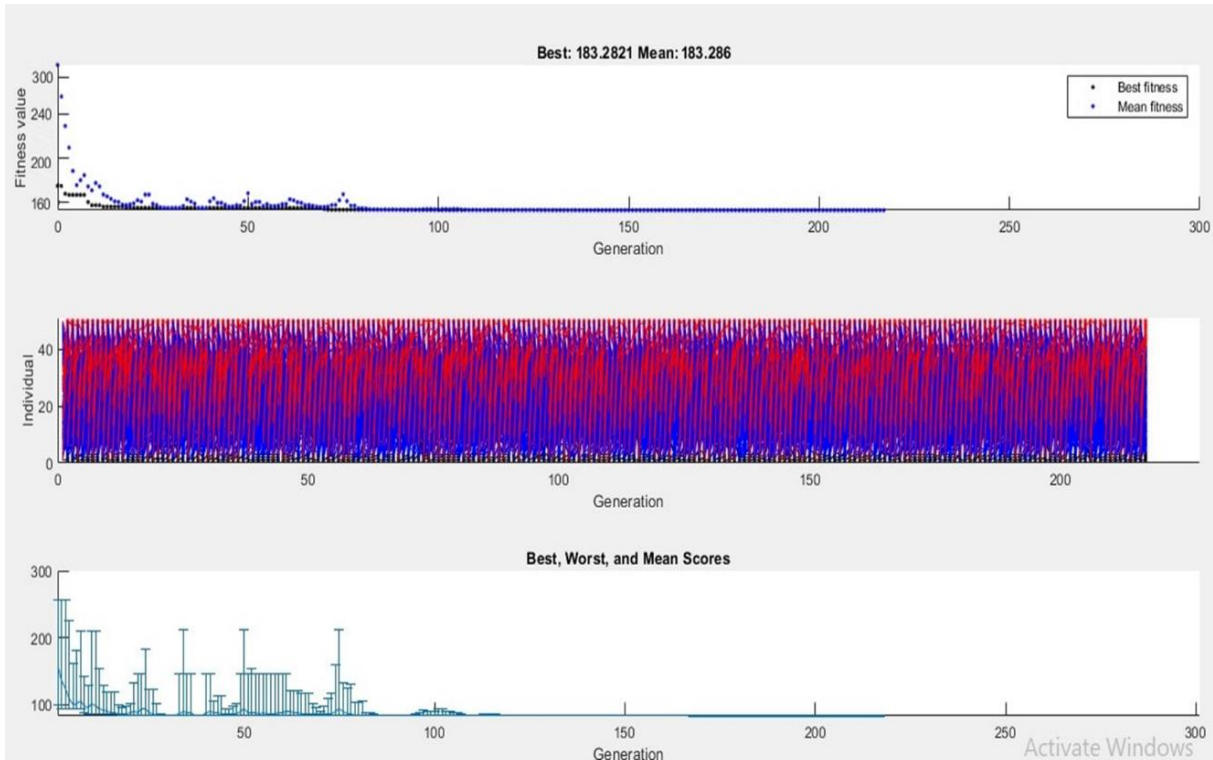 Best: 183.2821 Mean: 183.286
Fitness value
300
240
200
160
Best fitness
Mean fitness
0 50 100 150 200 250 300
Generation
Individual
40
20
0
0 50 100 150 200
Generation
Best, Worst, and Mean Scores
300
200
100
50 100 150 200 250 300
Generation
Activate Windows